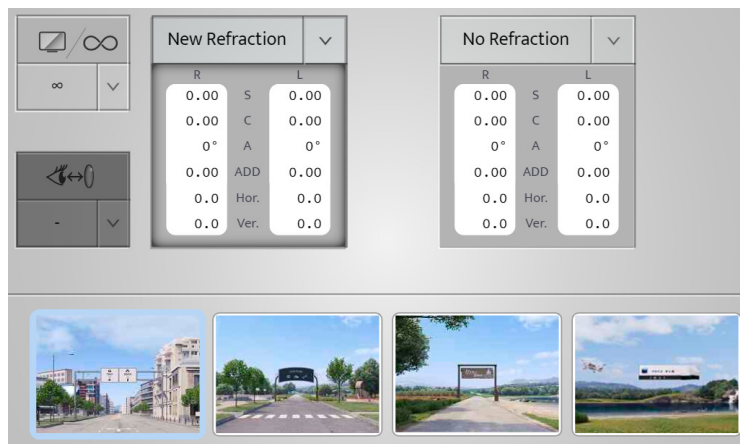 ∞
∞
-
New Refraction
R L
0.00 S 0.00
0.00 C 0.00
0° A 0°
0.00 ADD 0.00
0.0 Hor. 0.0
0.0 Ver. 0.0
No Refraction
R L
0.00 S 0.00
0.00 C 0.00
0° A 0°
0.00 ADD 0.00
0.0 Hor. 0.0
0.0 Ver. 0.0